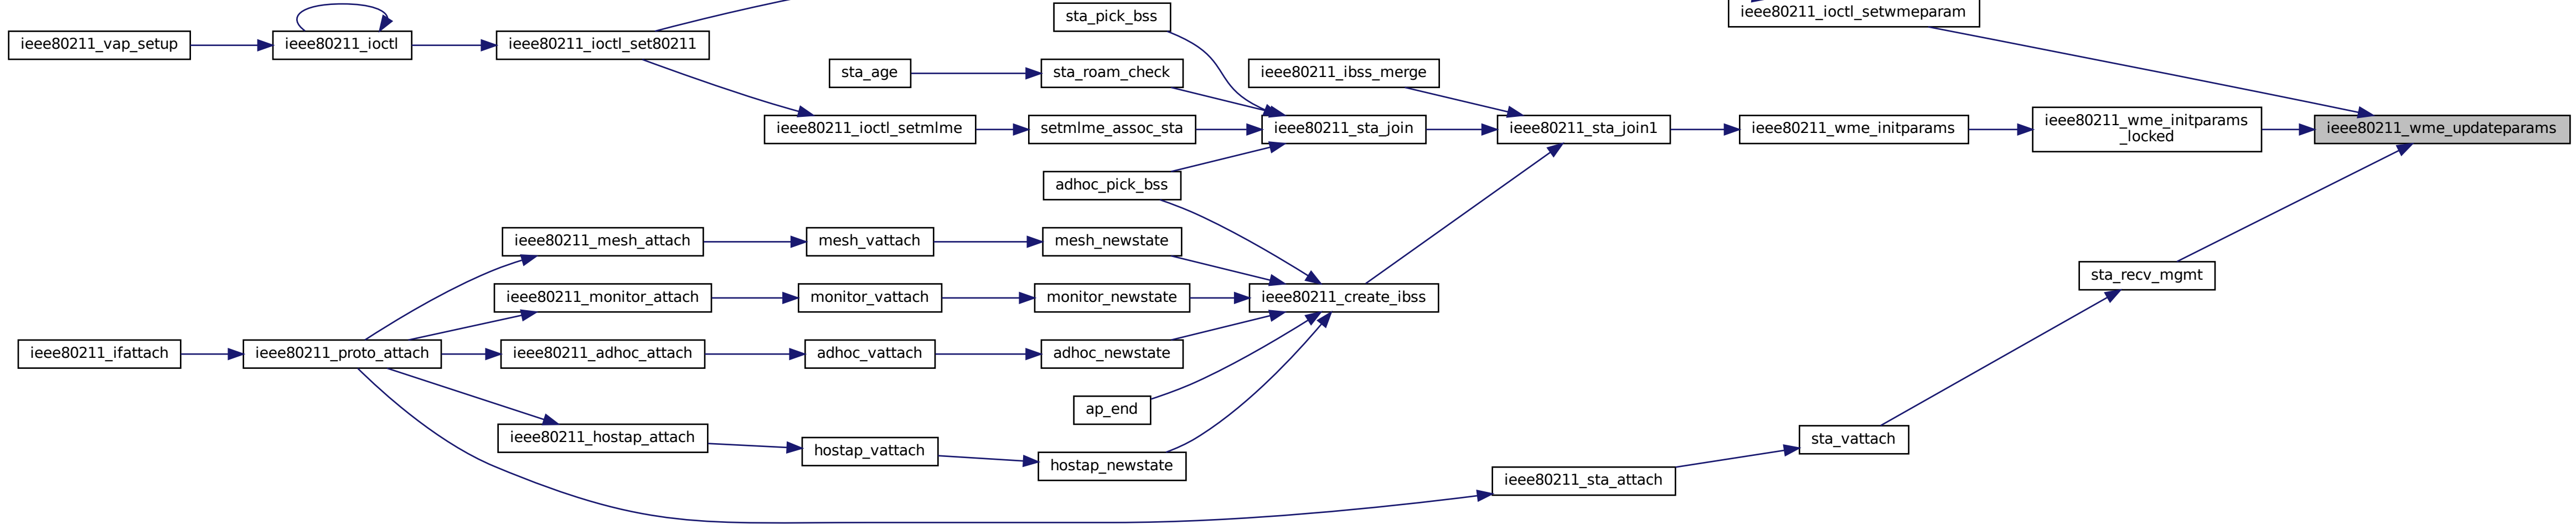 ieee80211_ioctl_setwmeparam
sta_pick_bss
ieee80211_vap_setup
ieee80211_ioctl
ieee80211_ioctl_set80211
sta_age
sta_roam_check
ieee80211_ibss_merge
ieee80211_ioctl_setmlme
setmlme_assoc_sta
ieee80211_sta_join
ieee80211_sta_join1
ieee80211_wme_initparams
ieee80211_wme_initparams
_locked
ieee80211_wme_updateparams
adhoc_pick_bss
ieee80211_mesh_attach
mesh_vattach
mesh_newstate
sta_recv_mgmt
ieee80211_monitor_attach
monitor_vattach
monitor_newstate
ieee80211_create_ibss
ieee80211_ifattach
ieee80211_proto_attach
ieee80211_adhoc_attach
adhoc_vattach
adhoc_newstate
ap_end
ieee80211_hostap_attach
hostap_vattach
hostap_newstate
sta_vattach
ieee80211_sta_attach